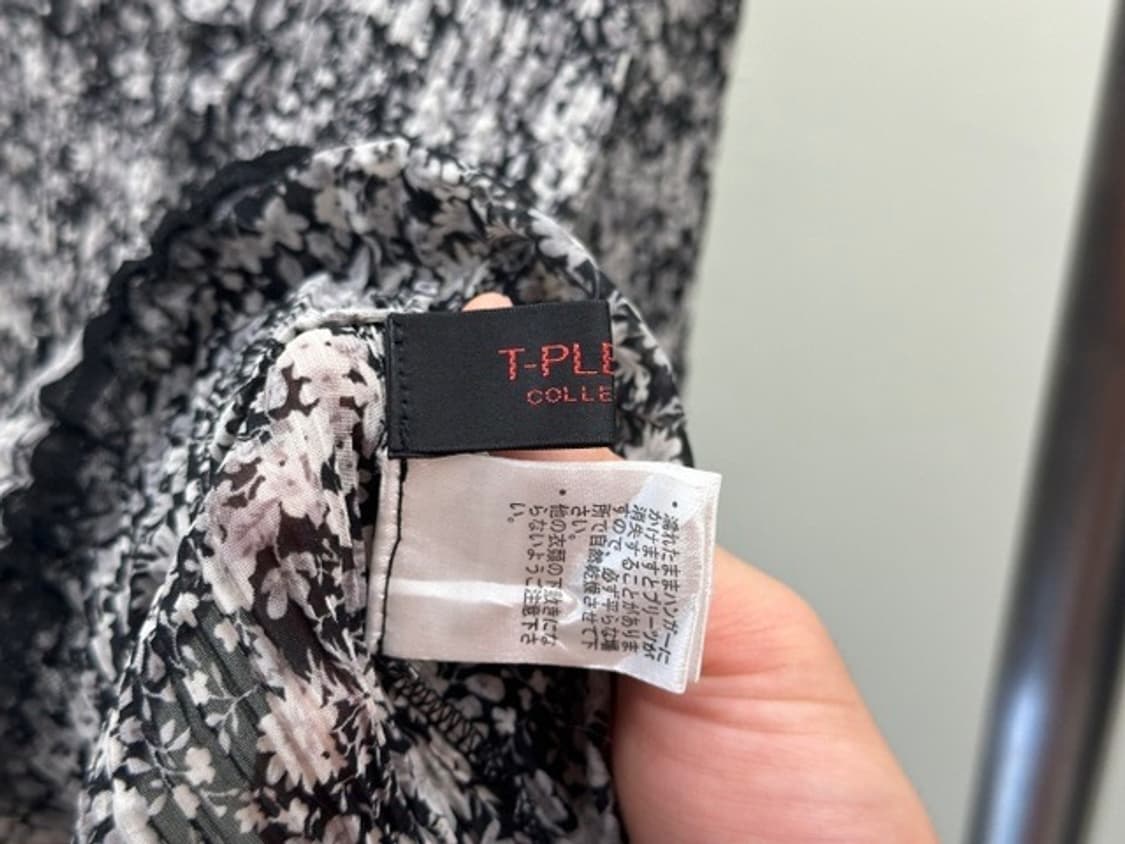 T-PLE
COLLE
・濡れたままハンガーに
かけますとプリーツが
消失することがありま
すので、必ず平らな場
所で自然乾燥させて下
さい。
・他の衣類の下敷きにな
らないようご注意下さ
い。